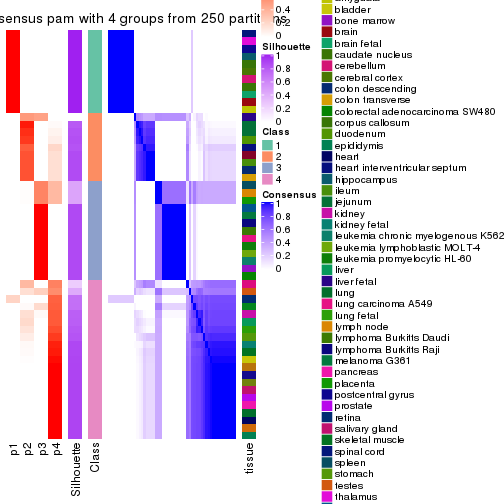 sensus pam with 4 groups from 250 partitions
0.4
0.2
0
Silhouette
1
0.8
0.6
0.4
0.2
0
Class
1
2
3
4
Consensus
1
0.8
0.6
0.4
0.2
0
bladder
bone marrow
brain
brain fetal
caudate nucleus
cerebellum
cerebral cortex
colon descending
colon transverse
colorectal adenocarcinoma SW480
corpus callosum
duodenum
epididymis
heart
heart interventricular septum
hippocampus
ileum
jejunum
kidney
kidney fetal
leukemia chronic myelogenous K562
leukemia lymphoblastic MOLT-4
leukemia promyelocytic HL-60
liver
liver fetal
lung
lung carcinoma A549
lung fetal
lymph node
lymphoma Burkitts Daudi
lymphoma Burkitts Raji
melanoma G361
pancreas
placenta
postcentral gyrus
prostate
retina
salivary gland
skeletal muscle
spinal cord
spleen
stomach
testes
thalamus
p1
p2
p3
p4
Silhouette
Class
tissue